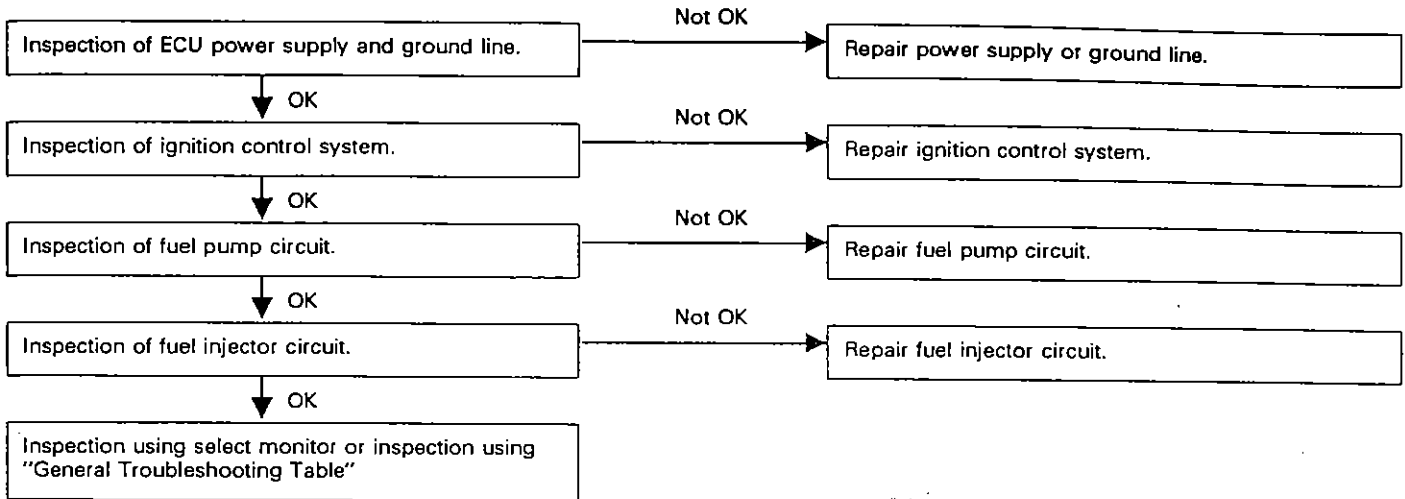 Not OK
Inspection of ECU power supply and ground line.
Repair power supply or ground line.
OK
Not OK
Inspection of ignition control system.
Repair ignition control system.
OK
Not OK
Inspection of fuel pump circuit.
Repair fuel pump circuit.
OK
Not OK
Inspection of fuel injector circuit.
Repair fuel injector circuit.
OK
Inspection using select monitor or inspection using
"General Troubleshooting Table"